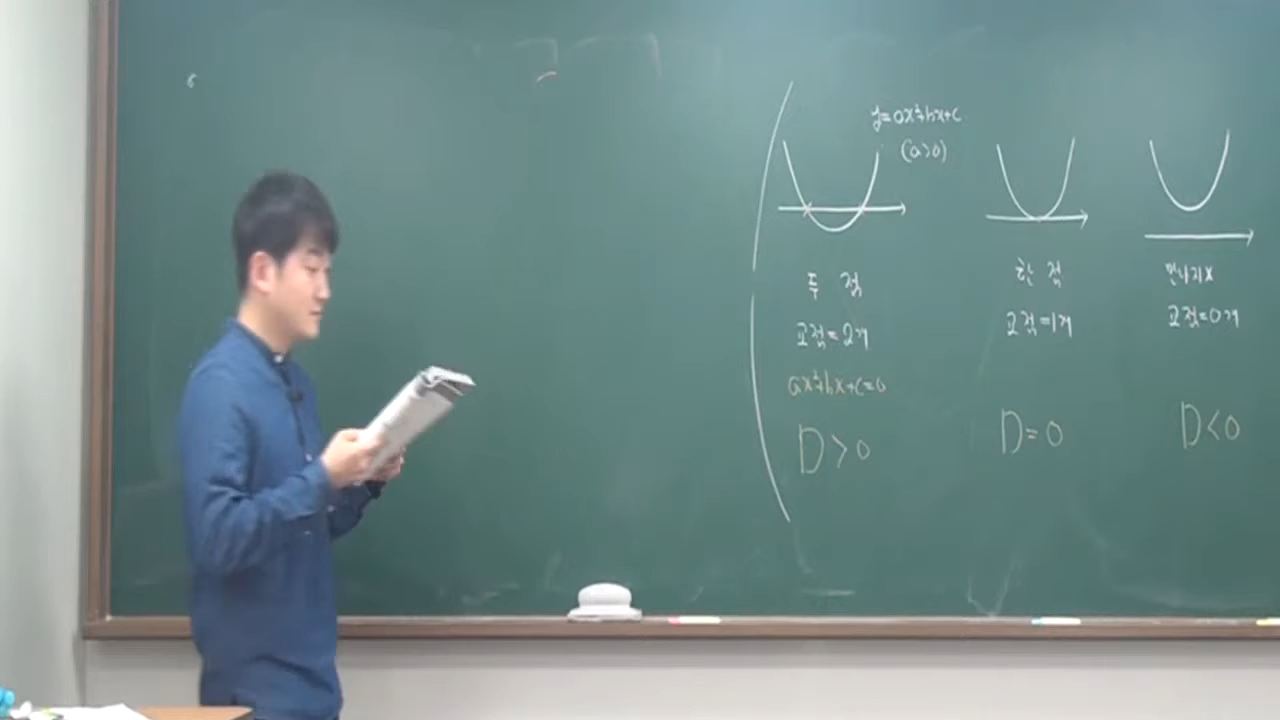 y=ax²+bx+c
(a>0)
두 점
교점=2개
ax²+bx+c=0
D>0
한 점
교점=1개
D=0
만나지x
교점=0개
D<0